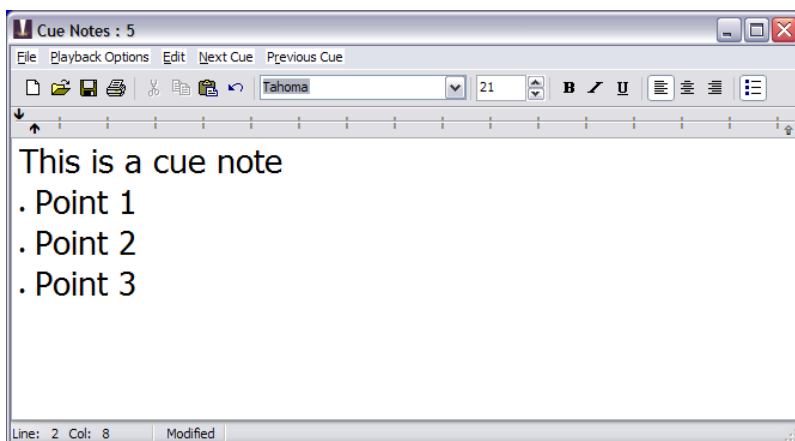 Cue Notes : 5
File Playback Options Edit Next Cue Previous Cue
Tahoma 21 B I U
This is a cue note
• Point 1
• Point 2
• Point 3
Line: 2 Col: 8 Modified